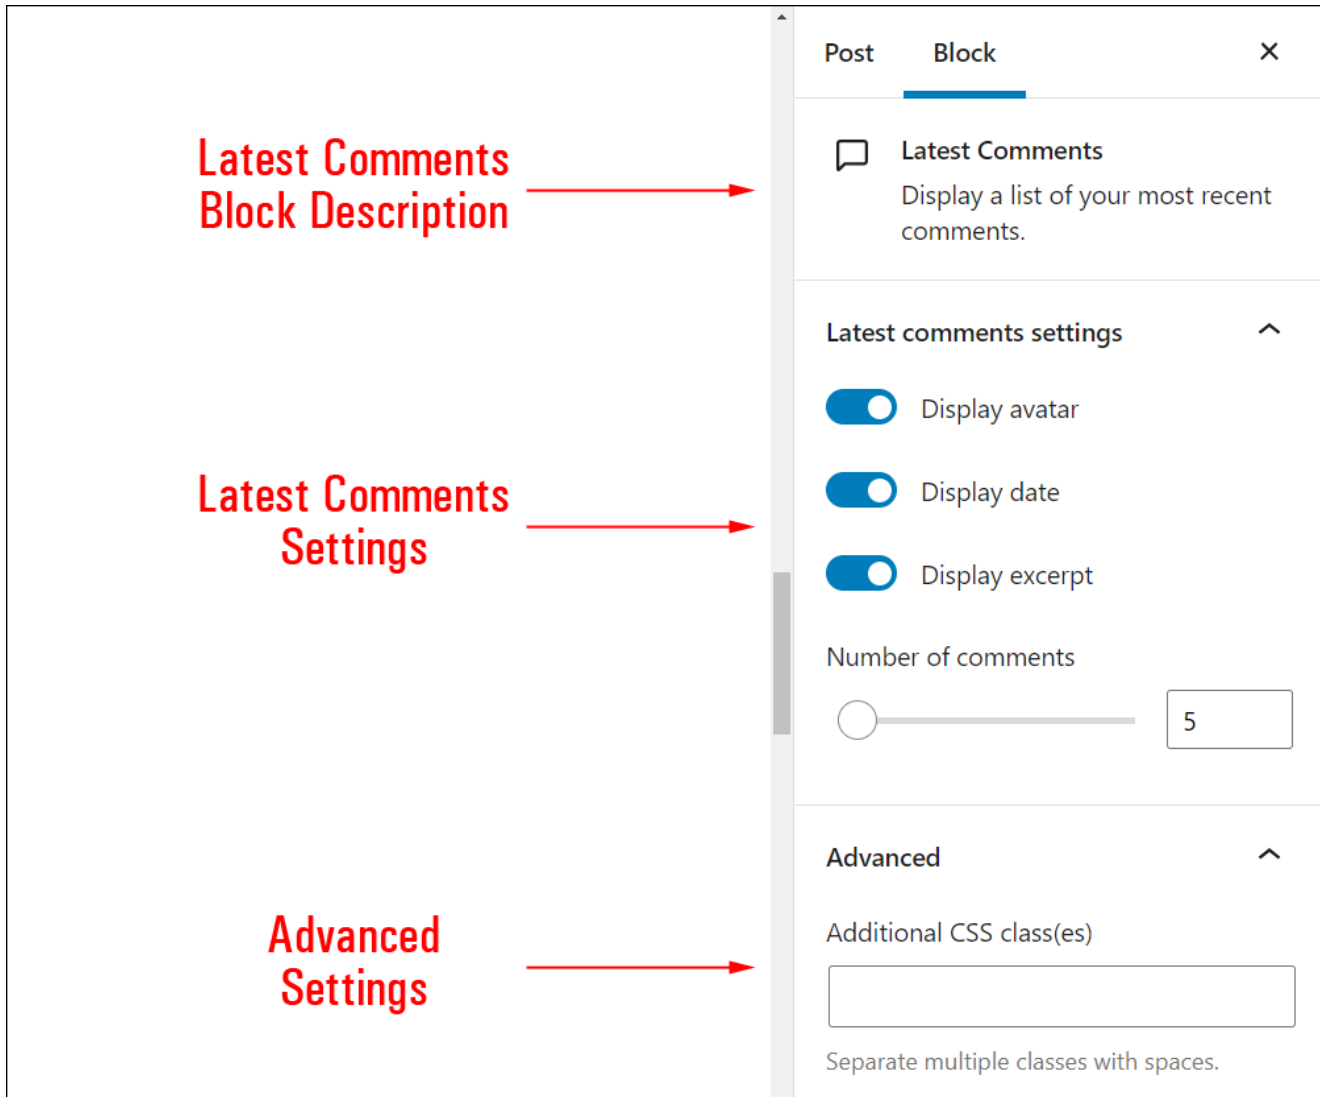 Post Block
Latest Comments
Block Description
Latest Comments
Display a list of your most recent
comments.
Latest Comments
Settings
Latest comments settings
Display avatar
Display date
Display excerpt
Number of comments
5
Advanced
Settings
Advanced
Additional CSS class(es)
Separate multiple classes with spaces.